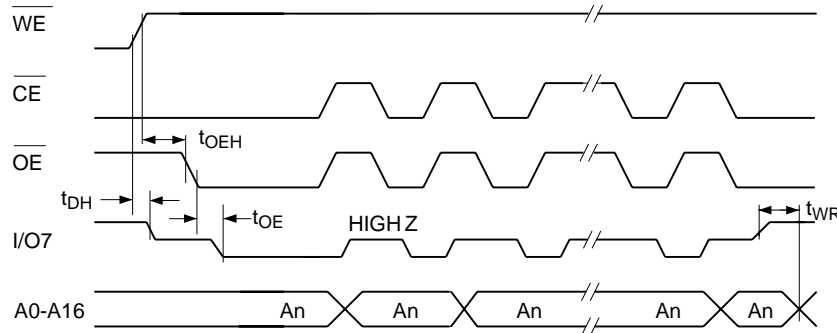 WE
CE
OE
tOEH
tDH
tOE
tWR
I/O7
HIGH Z
A0-A16
An
An
An
An
An